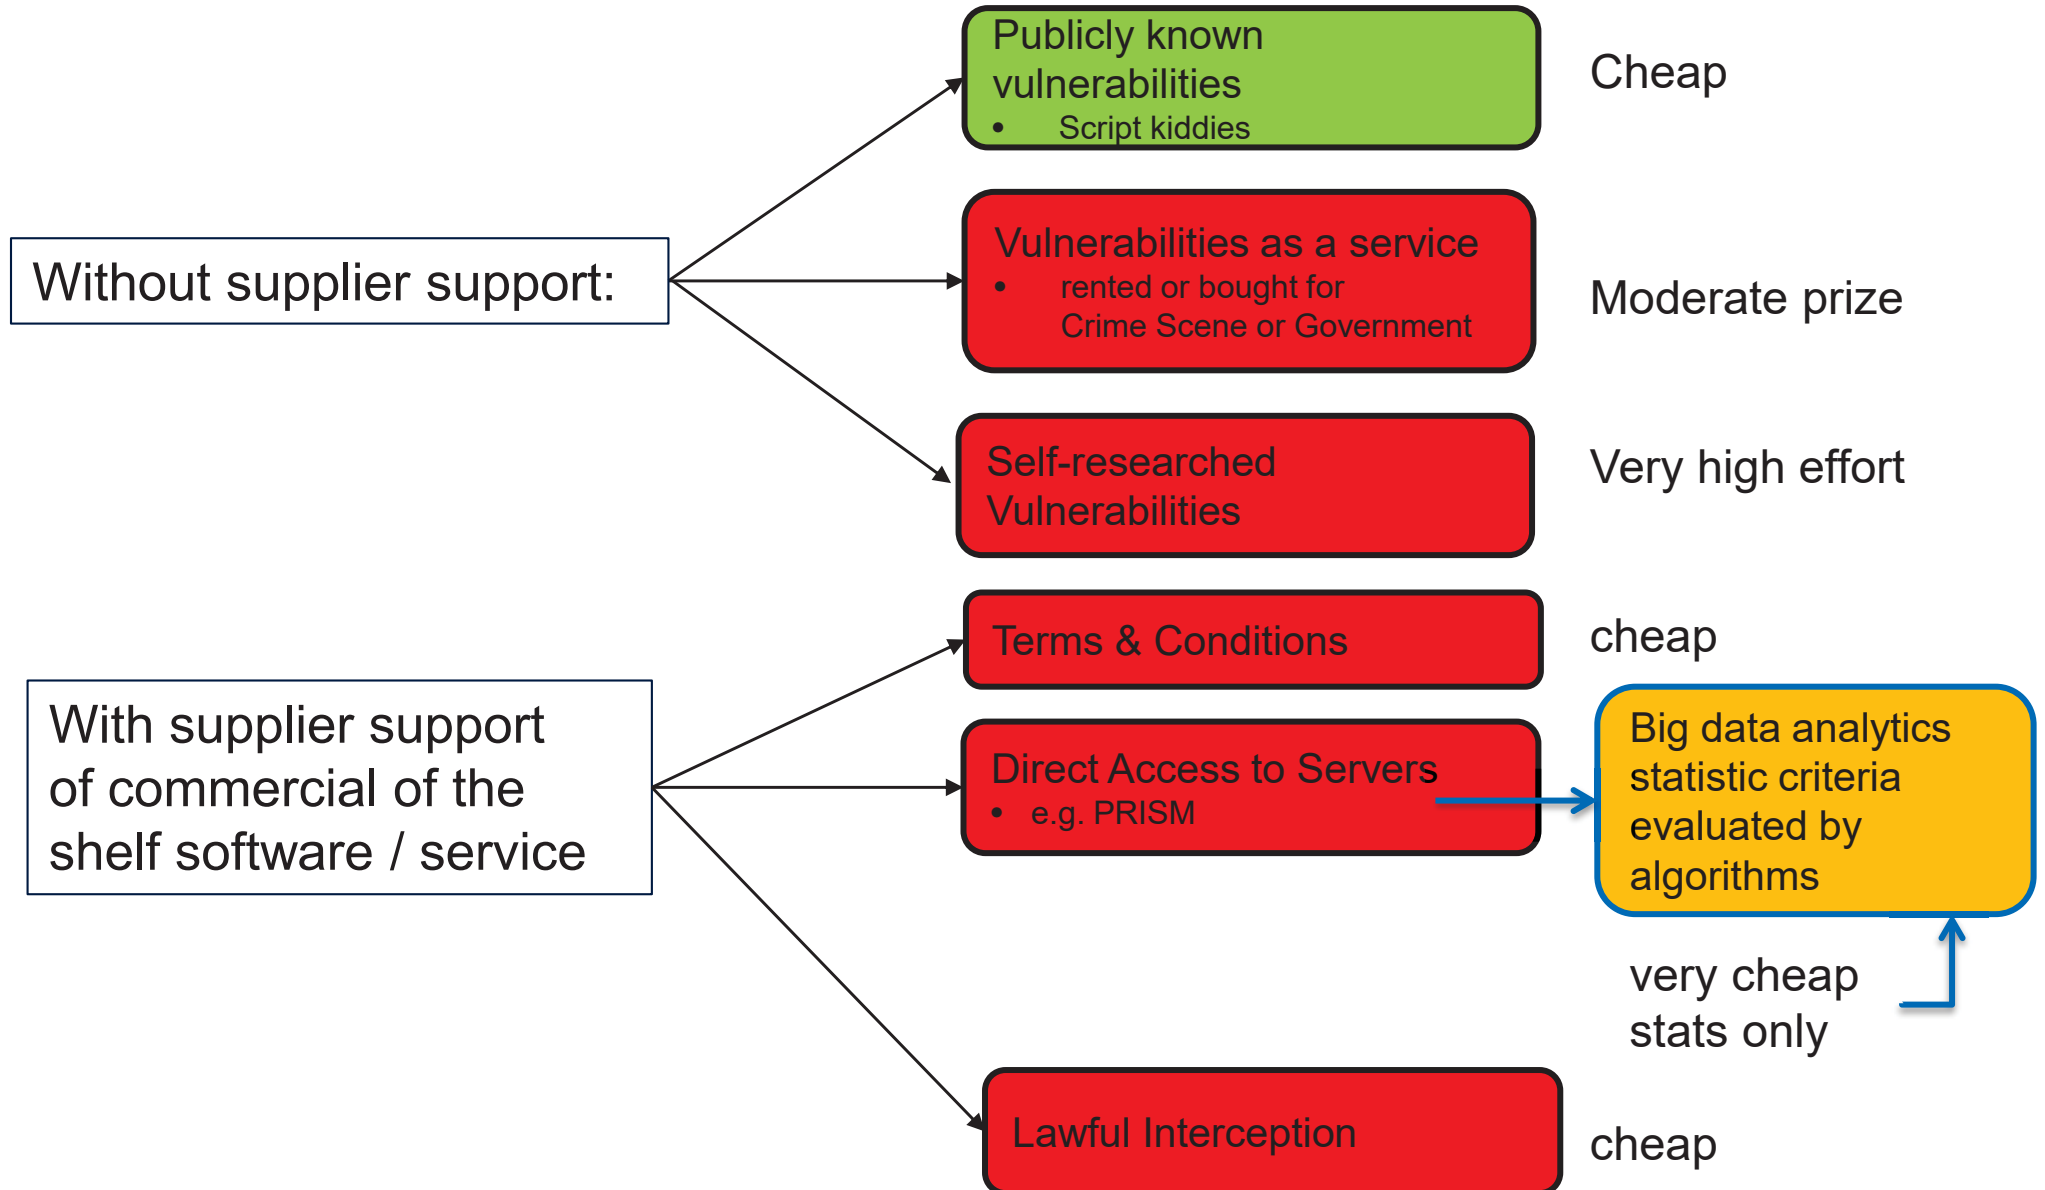 Publicly known
vulnerabilities
• Script kiddies
Cheap
Without supplier support:
Vulnerabilities as a service
• rented or bought for
Crime Scene or Government
Moderate prize
Self-researched
Vulnerabilities
Very high effort
Terms & Conditions
cheap
With supplier support
of commercial of the
shelf software / service
Direct Access to Servers
• e.g. PRISM
Big data analytics
statistic criteria
evaluated by
algorithms
very cheap
stats only
Lawful Interception
cheap